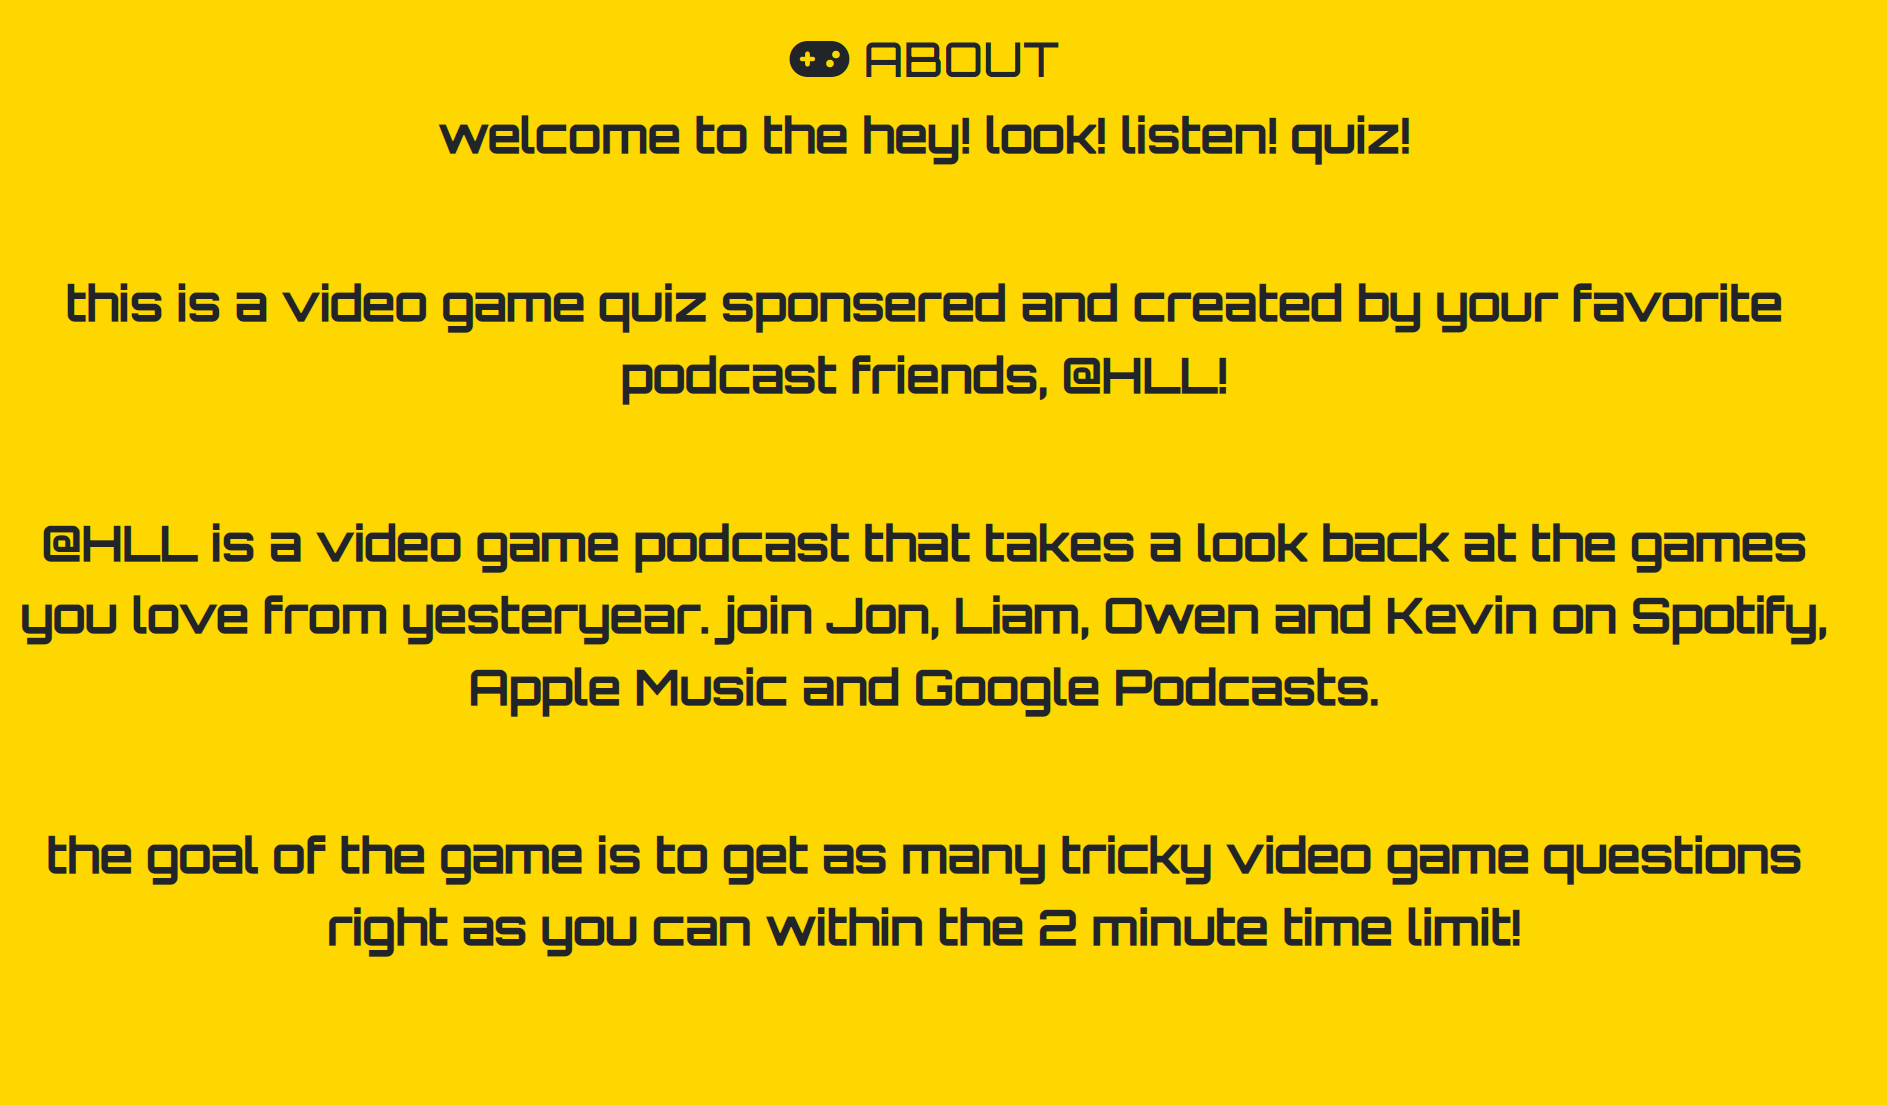 ABOUT
welcome to the hey! look! listen! quiz!
this is a video game quiz sponsered and created by your favorite
podcast friends, @HLL!
@HLL is a video game podcast that takes a look back at the games
you love from yesteryear. join Jon, Liam, Owen and Kevin on Spotify,
Apple Music and Google Podcasts.
the goal of the game is to get as many tricky video game questions
right as you can within the 2 minute time limit!